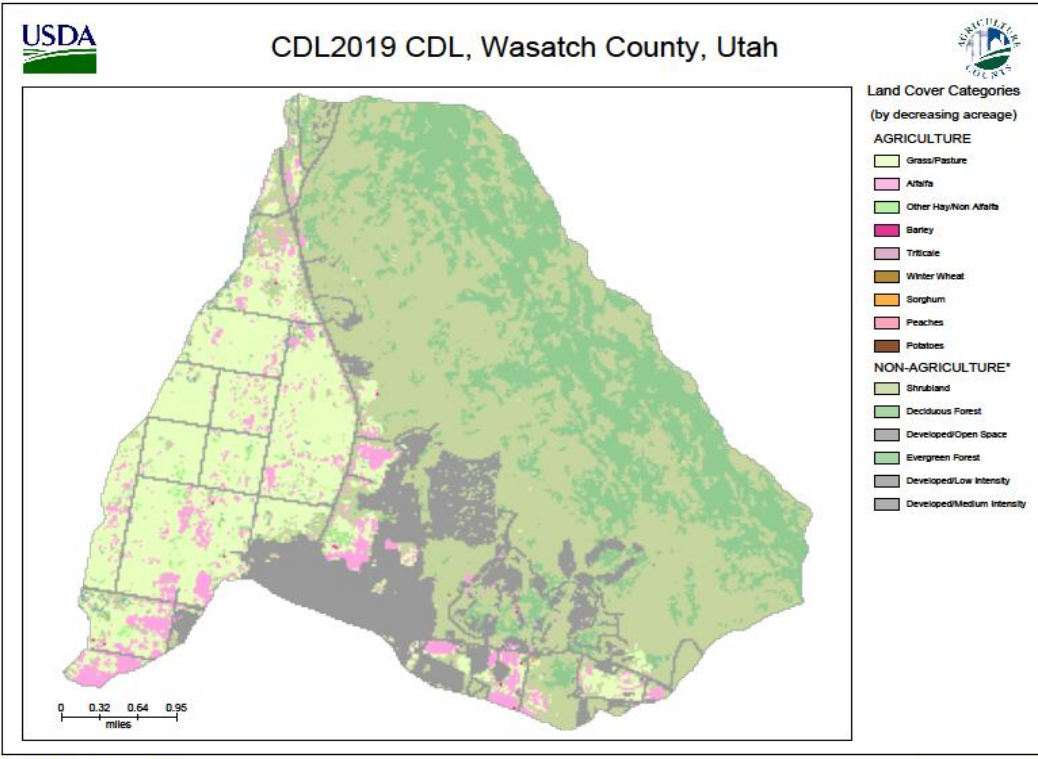 USDA
CDL2019 CDL, Wasatch County, Utah
AGRICULTURE
COUNTS
Land Cover Categories
(by decreasing acreage)
AGRICULTURE
Grass/Pasture
Alfalfa
Other Hay/Non Alfalfa
Barley
Triticale
Winter Wheat
Sorghum
Peaches
Potatoes
NON-AGRICULTURE*
Shrubland
Deciduous Forest
Developed/Open Space
Evergreen Forest
Developed/Low Intensity
Developed/Medium Intensity
0 0.32 0.64 0.95
miles